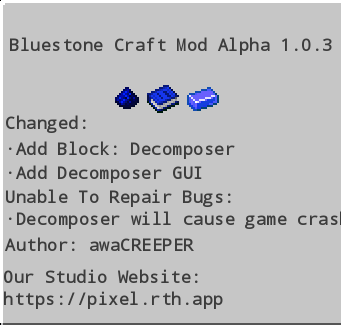 Bluestone Craft Mod Alpha 1.0.3
Changed:
·Add Block: Decomposer
·Add Decomposer GUI
Unable To Repair Bugs:
·Decomposer will cause game cras
Author: awaCREEPER
Our Studio Website:
https://pixel.rth.app